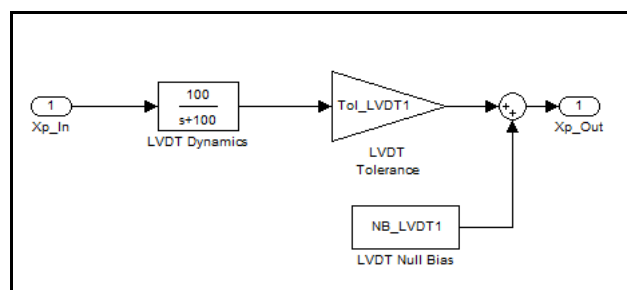 1
Xp_In
100
s+100
LVDT Dynamics
Tol_LVDT1
LVDT
Tolerance
+
+
1
Xp_Out
NB_LVDT1
LVDT Null Bias